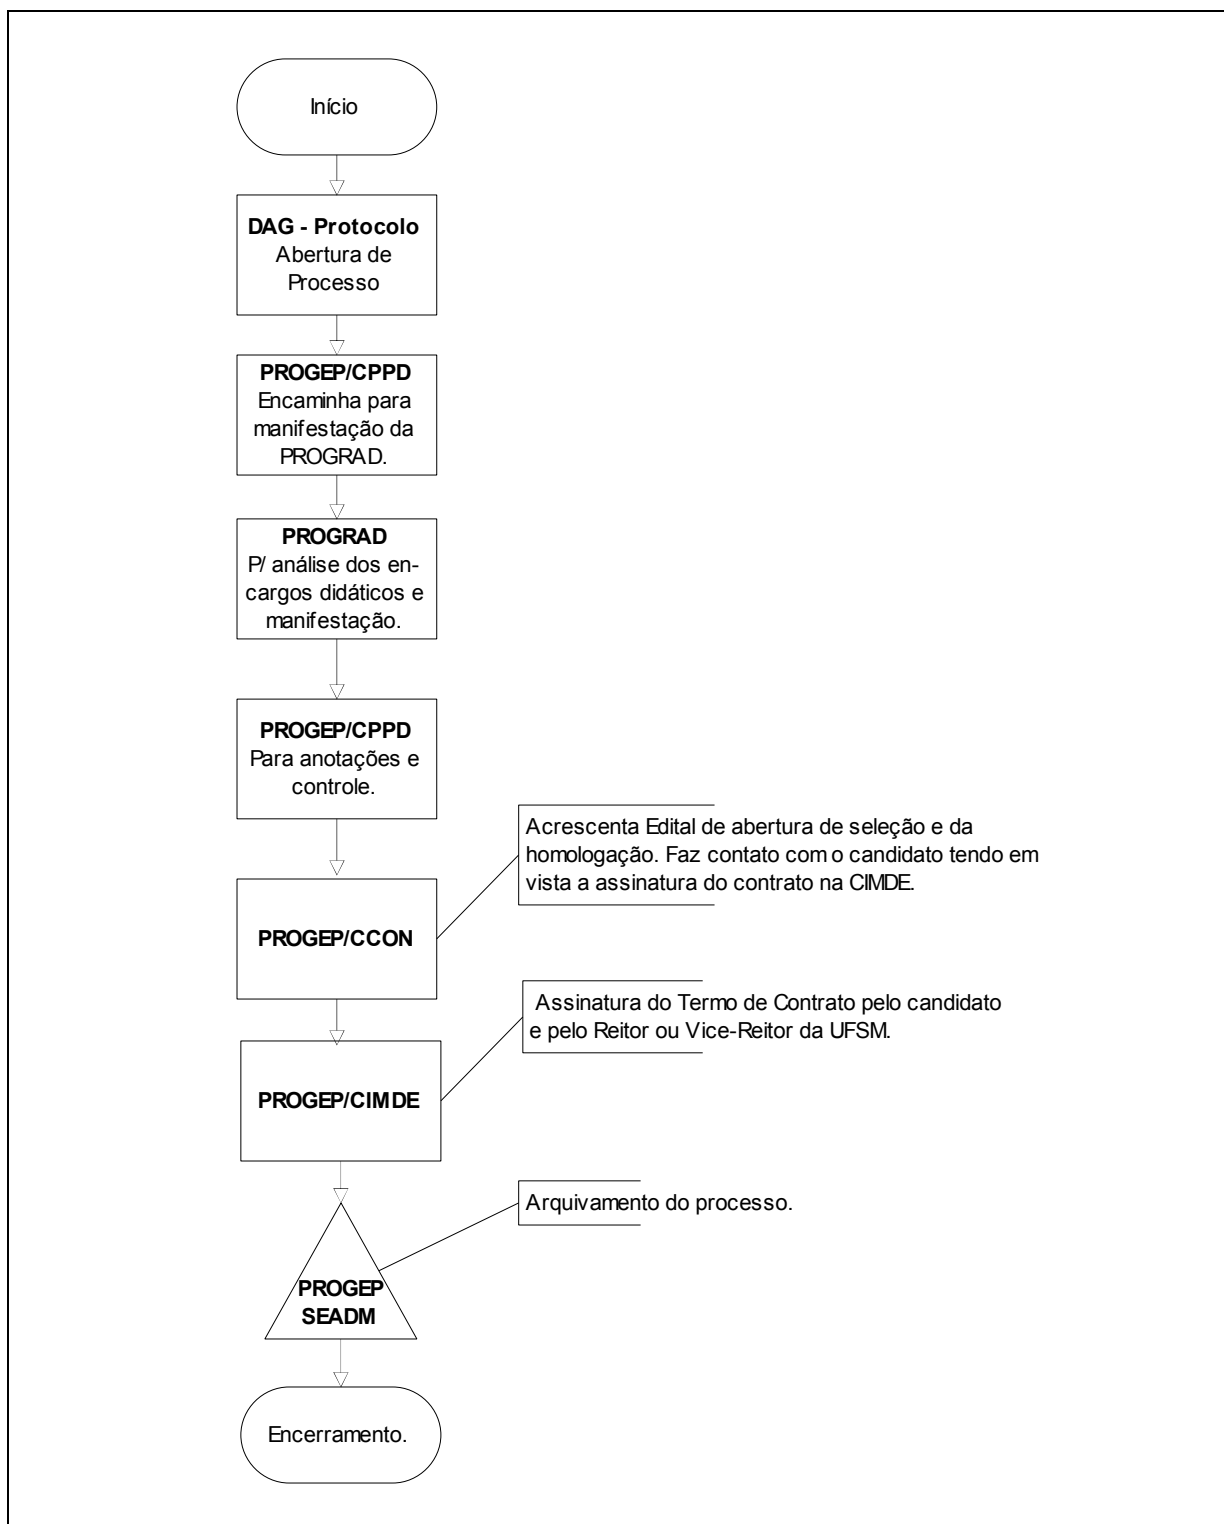 Início
DAG - Protocolo
Abertura de
Processo
PROGEP/CPPD
Encaminha para
manifestação da
PROGRAD.
PROGRAD
P/ análise dos en-
cargos didáticos e
manifestação.
PROGEP/CPPD
Para anotações e
controle.
Acrescenta Edital de abertura de seleção e da
homologação. Faz contato com o candidato tendo em
vista a assinatura do contrato na CIMDE.
PROGEP/CCON
Assinatura do Termo de Contrato pelo candidato
e pelo Reitor ou Vice-Reitor da UFSM.
PROGEP/CIMDE
Arquivamento do processo.
PROGEP
SEADM
Encerramento.